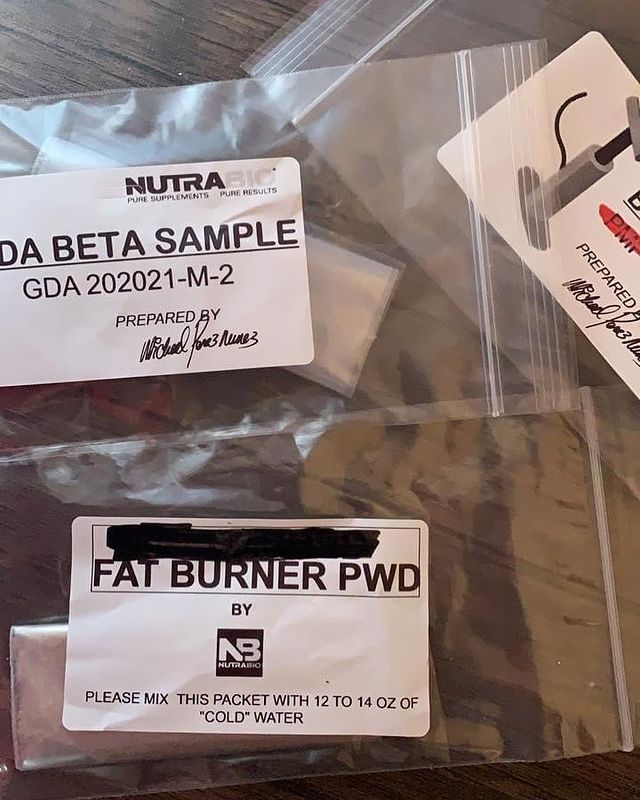 NUTRABIO
PURE SUPPLEMENTS PURE RESULTS
DA BETA SAMPLE
GDA 202021-M-2
PREPARED BY
PREPARED
FAT BURNER PWD
BY
NB
NUTRABIO
PLEASE MIX THIS PACKET WITH 12 TO 14 OZ OF
"COLD" WATER